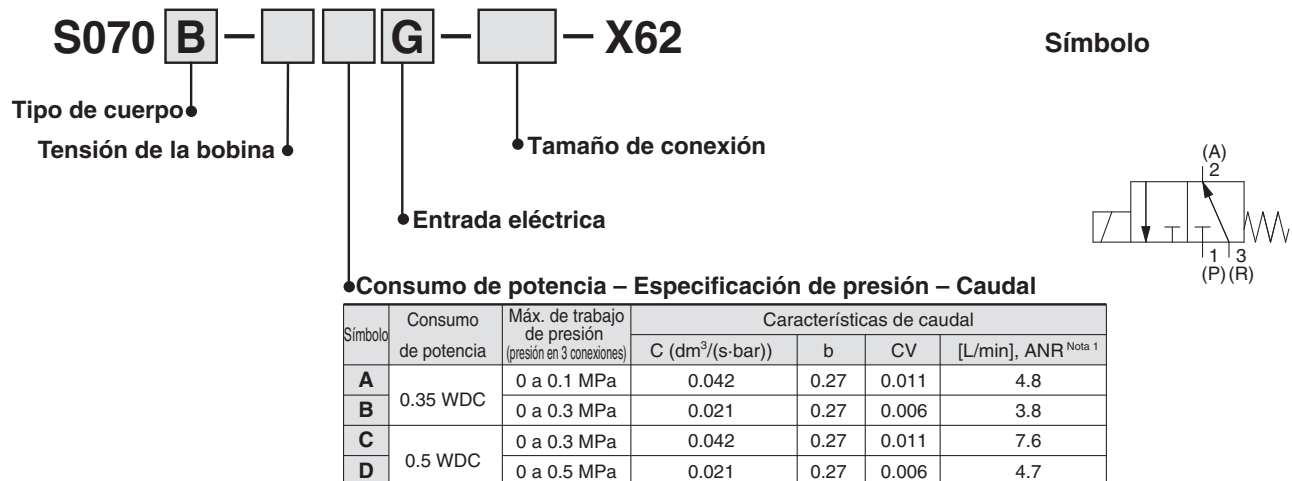 S070 B – G – – X62
Símbolo
Tipo de cuerpo
Tensión de la bobina
Tamaño de conexión
Entrada eléctrica
(A)
2
1 3
(P) (R)
Consumo de potencia – Especificación de presión – Caudal
Símbolo Consumo de potencia Máx. de trabajo de presión (presión en 3 conexiones) Características de caudal
C (dm³/(s·bar)) b CV [L/min], ANR Nota 1
A 0.35 WDC 0 a 0.1 MPa 0.042 0.27 0.011 4.8
B 0 a 0.3 MPa 0.021 0.27 0.006 3.8
C 0.5 WDC 0 a 0.3 MPa 0.042 0.27 0.011 7.6
D 0 a 0.5 MPa 0.021 0.27 0.006 4.7